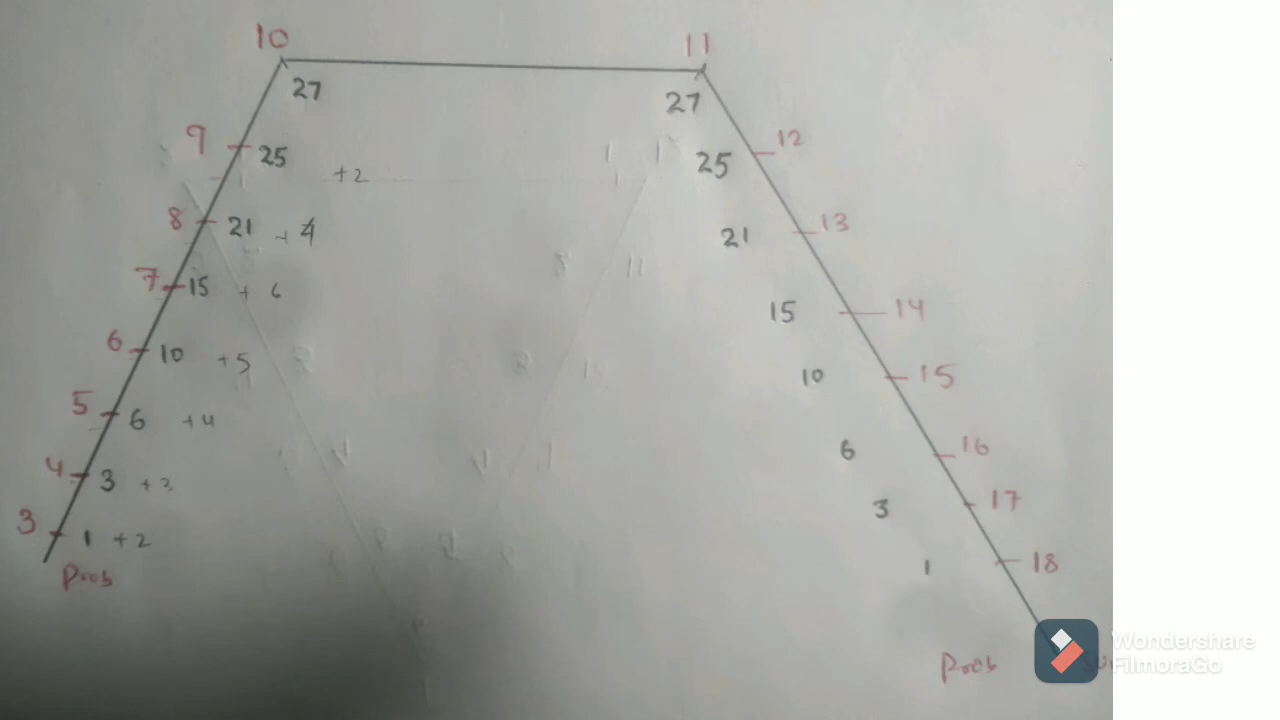 10 11
27 27
9 25 25 12
+2
8 21 + 4 21 13
7 15 + 6 15 14
6 10 +5 10 15
5 6 +4 6 16
4 3 3 17
3 1 +2 1 18
Prob Prob
Wondershare
FilmoraGo